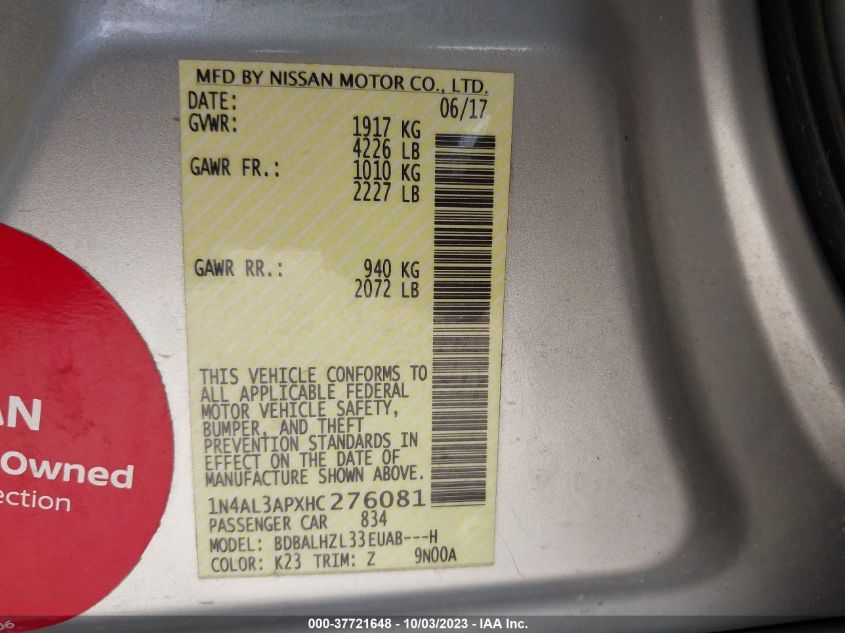 MFD BY NISSAN MOTOR CO., LTD.
DATE: 06/17
GVWR: 1917 KG
4226 LB
GAWR FR.: 1010 KG
2227 LB
GAWR RR.: 940 KG
2072 LB
THIS VEHICLE CONFORMS TO
ALL APPLICABLE FEDERAL
MOTOR VEHICLE SAFETY,
BUMPER, AND THEFT
PREVENTION STANDARDS IN
EFFECT ON THE DATE OF
MANUFACTURE SHOWN ABOVE.
1N4AL3APXHC276081
PASSENGER CAR 834
MODEL: BDBALHZL33EUAB---H
COLOR: K23 TRIM: Z 9N00A
Owned
000-37721648 - 10/03/2023 - IAA Inc.